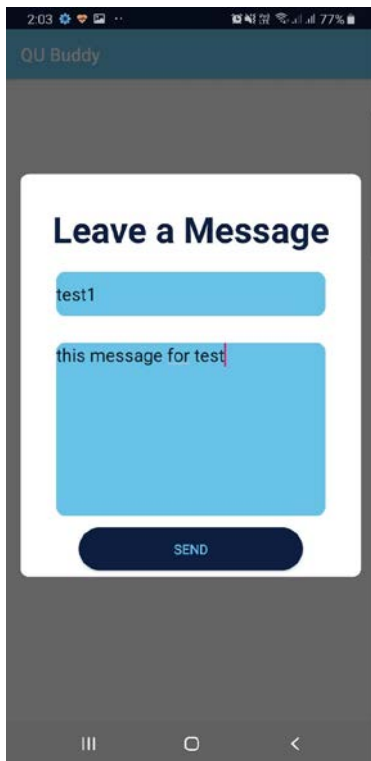 2:03
77%
QU Buddy
Leave a Message
test1
this message for test
SEND